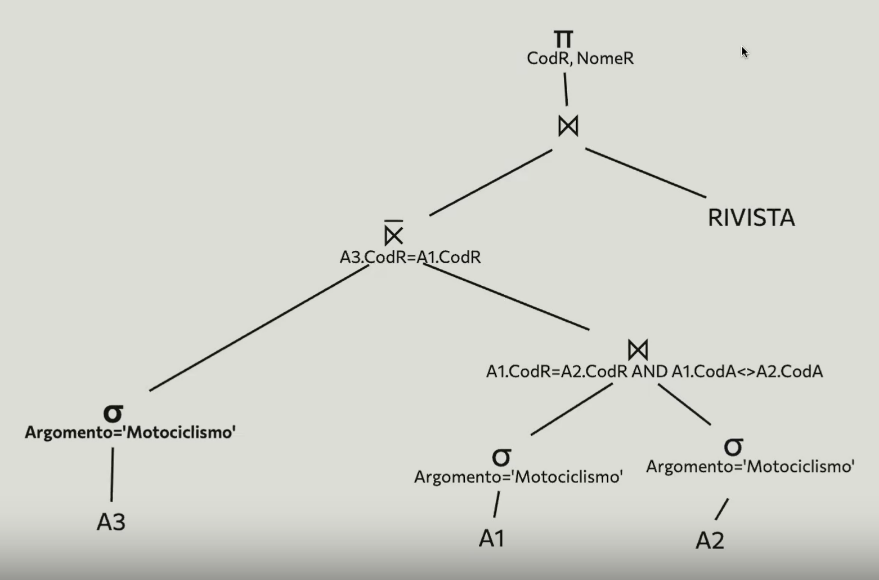 π
CodR, NomeR
⋈
RIVISTA
⋉̅
A3.CodR=A1.CodR
⋈
A1.CodR=A2.CodR AND A1.CodA<>A2.CodA
σ
Argomento='Motociclismo'
A3
σ
Argomento='Motociclismo'
A1
σ
Argomento='Motociclismo'
A2